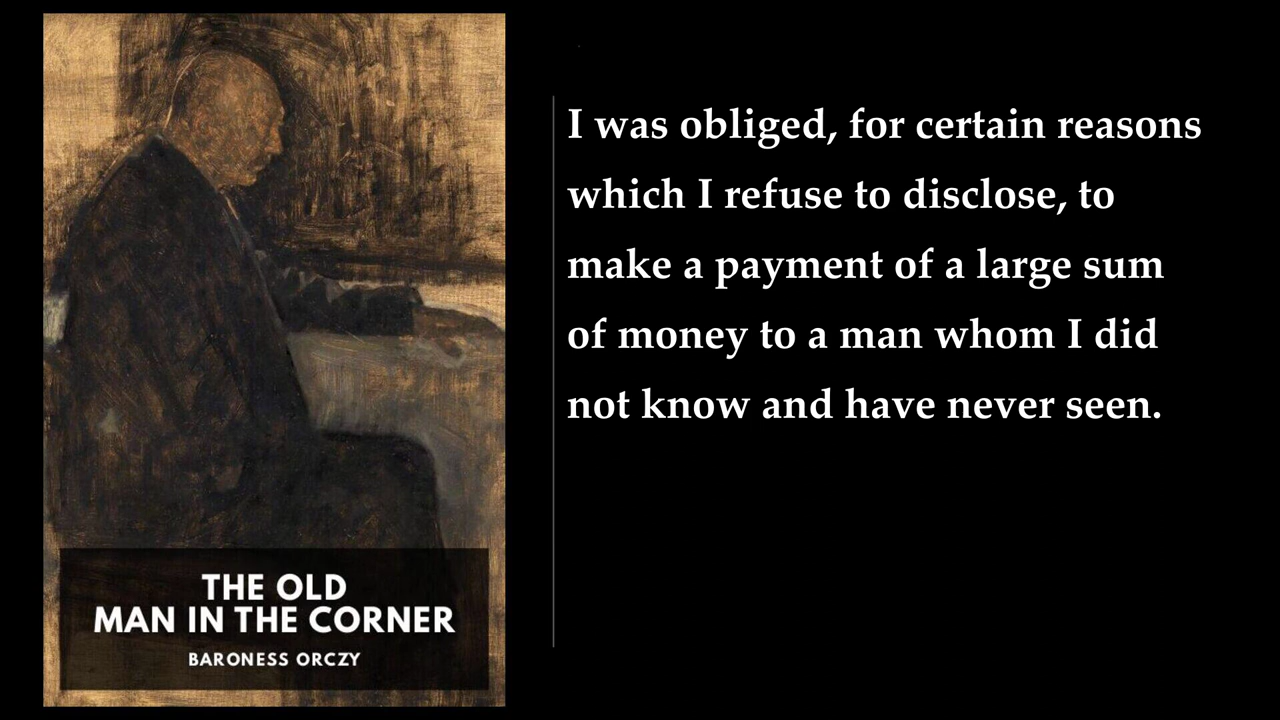 THE OLD
MAN IN THE CORNER
BARONESS ORCZY
I was obliged, for certain reasons
which I refuse to disclose, to
make a payment of a large sum
of money to a man whom I did
not know and have never seen.